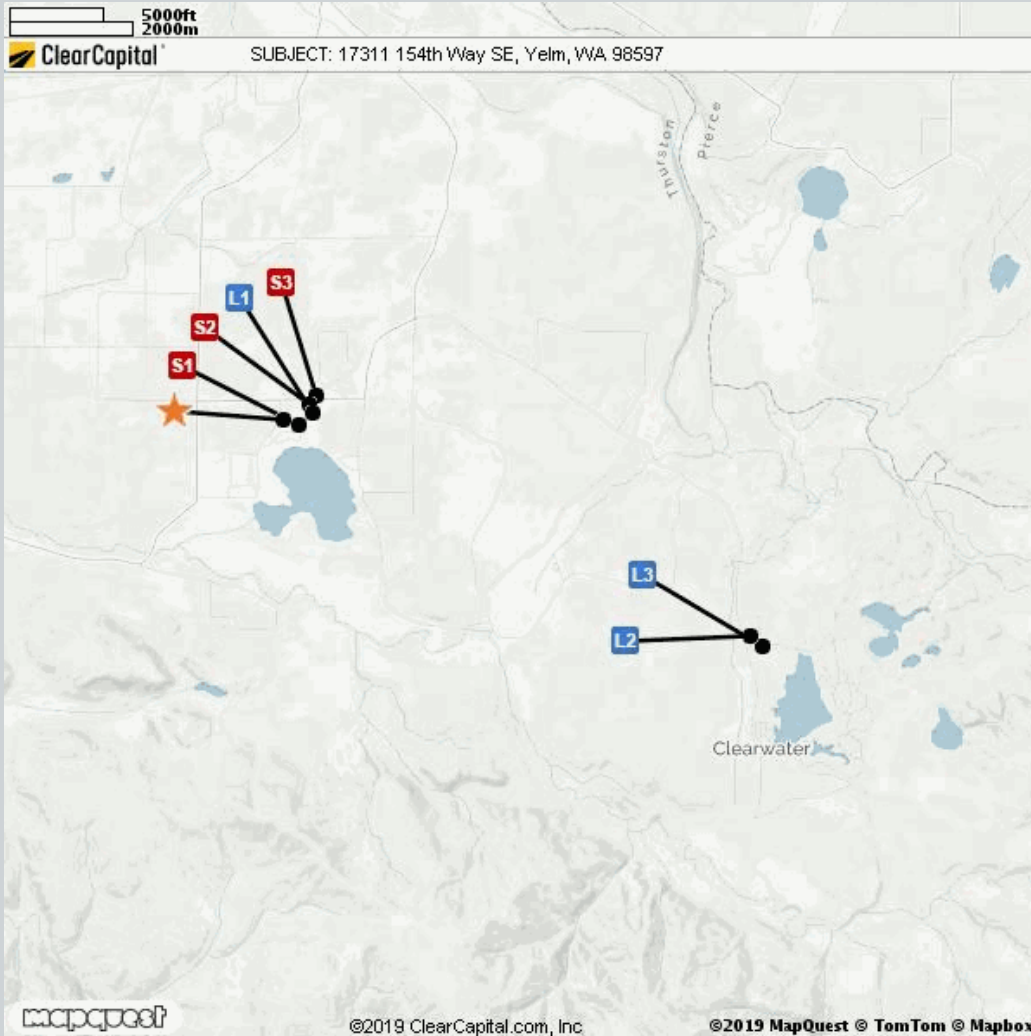 5000ft
2000m
ClearCapital
SUBJECT: 17311 154th Way SE, Yelm, WA 98597
Thurston
Pierce
S3
L1
S2
S1
L3
L2
Clearwater
mapquest
©2019 ClearCapital.com, Inc
©2019 MapQuest © TomTom © Mapbox